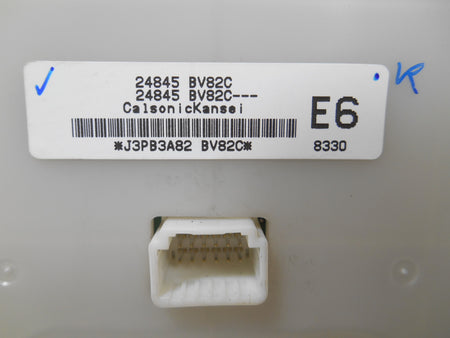 24845 BV82C
24845 BV82C---
CalsonicKansei
E6
*J3PB3A82 BV82C*
8330